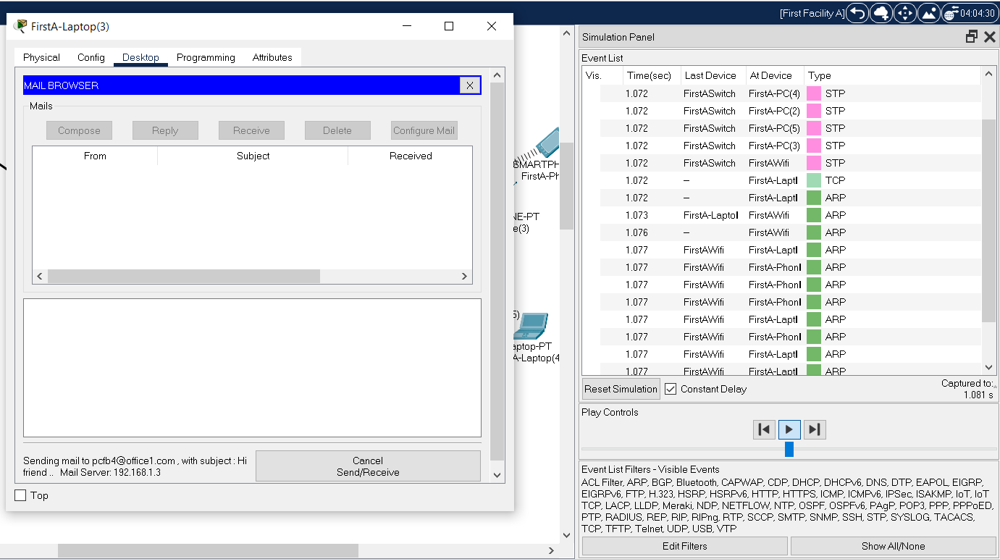 [First Facility A]
04:04:30
FirstA-Laptop(3)
Physical Config Desktop Programming Attributes
MAIL BROWSER
X
Mails
Compose Reply Receive Delete Configure Mail
From Subject Received
Sending mail to pcfb4@office1.com , with subject : Hi
friend .. Mail Server: 192.168.1.3
Cancel
Send/Receive
Top
SMARTPH
FirstA-Ph
NE-PT
e(3)
5)
aptop-PT
A-Laptop(4
Simulation Panel
Event List
Vis. Time(sec) Last Device At Device Type
1.072 FirstASwitch FirstA-PC(4) STP
1.072 FirstASwitch FirstA-PC(2) STP
1.072 FirstASwitch FirstA-PC(5) STP
1.072 FirstASwitch FirstA-PC(3) STP
1.072 FirstASwitch FirstAWifi STP
1.072 -- FirstA-Laptl TCP
1.072 -- FirstA-Laptl ARP
1.073 FirstA-Laptol FirstAWifi ARP
1.076 -- FirstAWifi ARP
1.077 FirstAWifi FirstA-Laptl ARP
1.077 FirstAWifi FirstA-Phonl ARP
1.077 FirstAWifi FirstA-Phonl ARP
1.077 FirstAWifi FirstA-Phonl ARP
1.077 FirstAWifi FirstA-Laptl ARP
1.077 FirstAWifi FirstA-Phonl ARP
1.077 FirstAWifi FirstA-Laptl ARP
1.077 FirstAWifi FirstA-Laptl ARP
Reset Simulation Constant Delay
Captured to:
1.081 s
Play Controls
Event List Filters - Visible Events
ACL Filter, ARP, BGP, Bluetooth, CAPWAP, CDP, DHCP, DHCPv6, DNS, DTP, EAPOL, EIGRP,
EIGRPv6, FTP, H.323, HSRP, HSRPv6, HTTP, HTTPS, ICMP, ICMPv6, IPSec, ISAKMP, IoT, IoT
TCP, LACP, LLDP, Meraki, NDP, NETFLOW, NTP, OSPF, OSPFv6, PAgP, POP3, PPP, PPPoED,
PTP, RADIUS, REP, RIP, RIPng, RTP, SCCP, SMTP, SNMP, SSH, STP, SYSLOG, TACACS,
TCP, TFTP, Telnet, UDP, USB, VTP
Edit Filters Show All/None